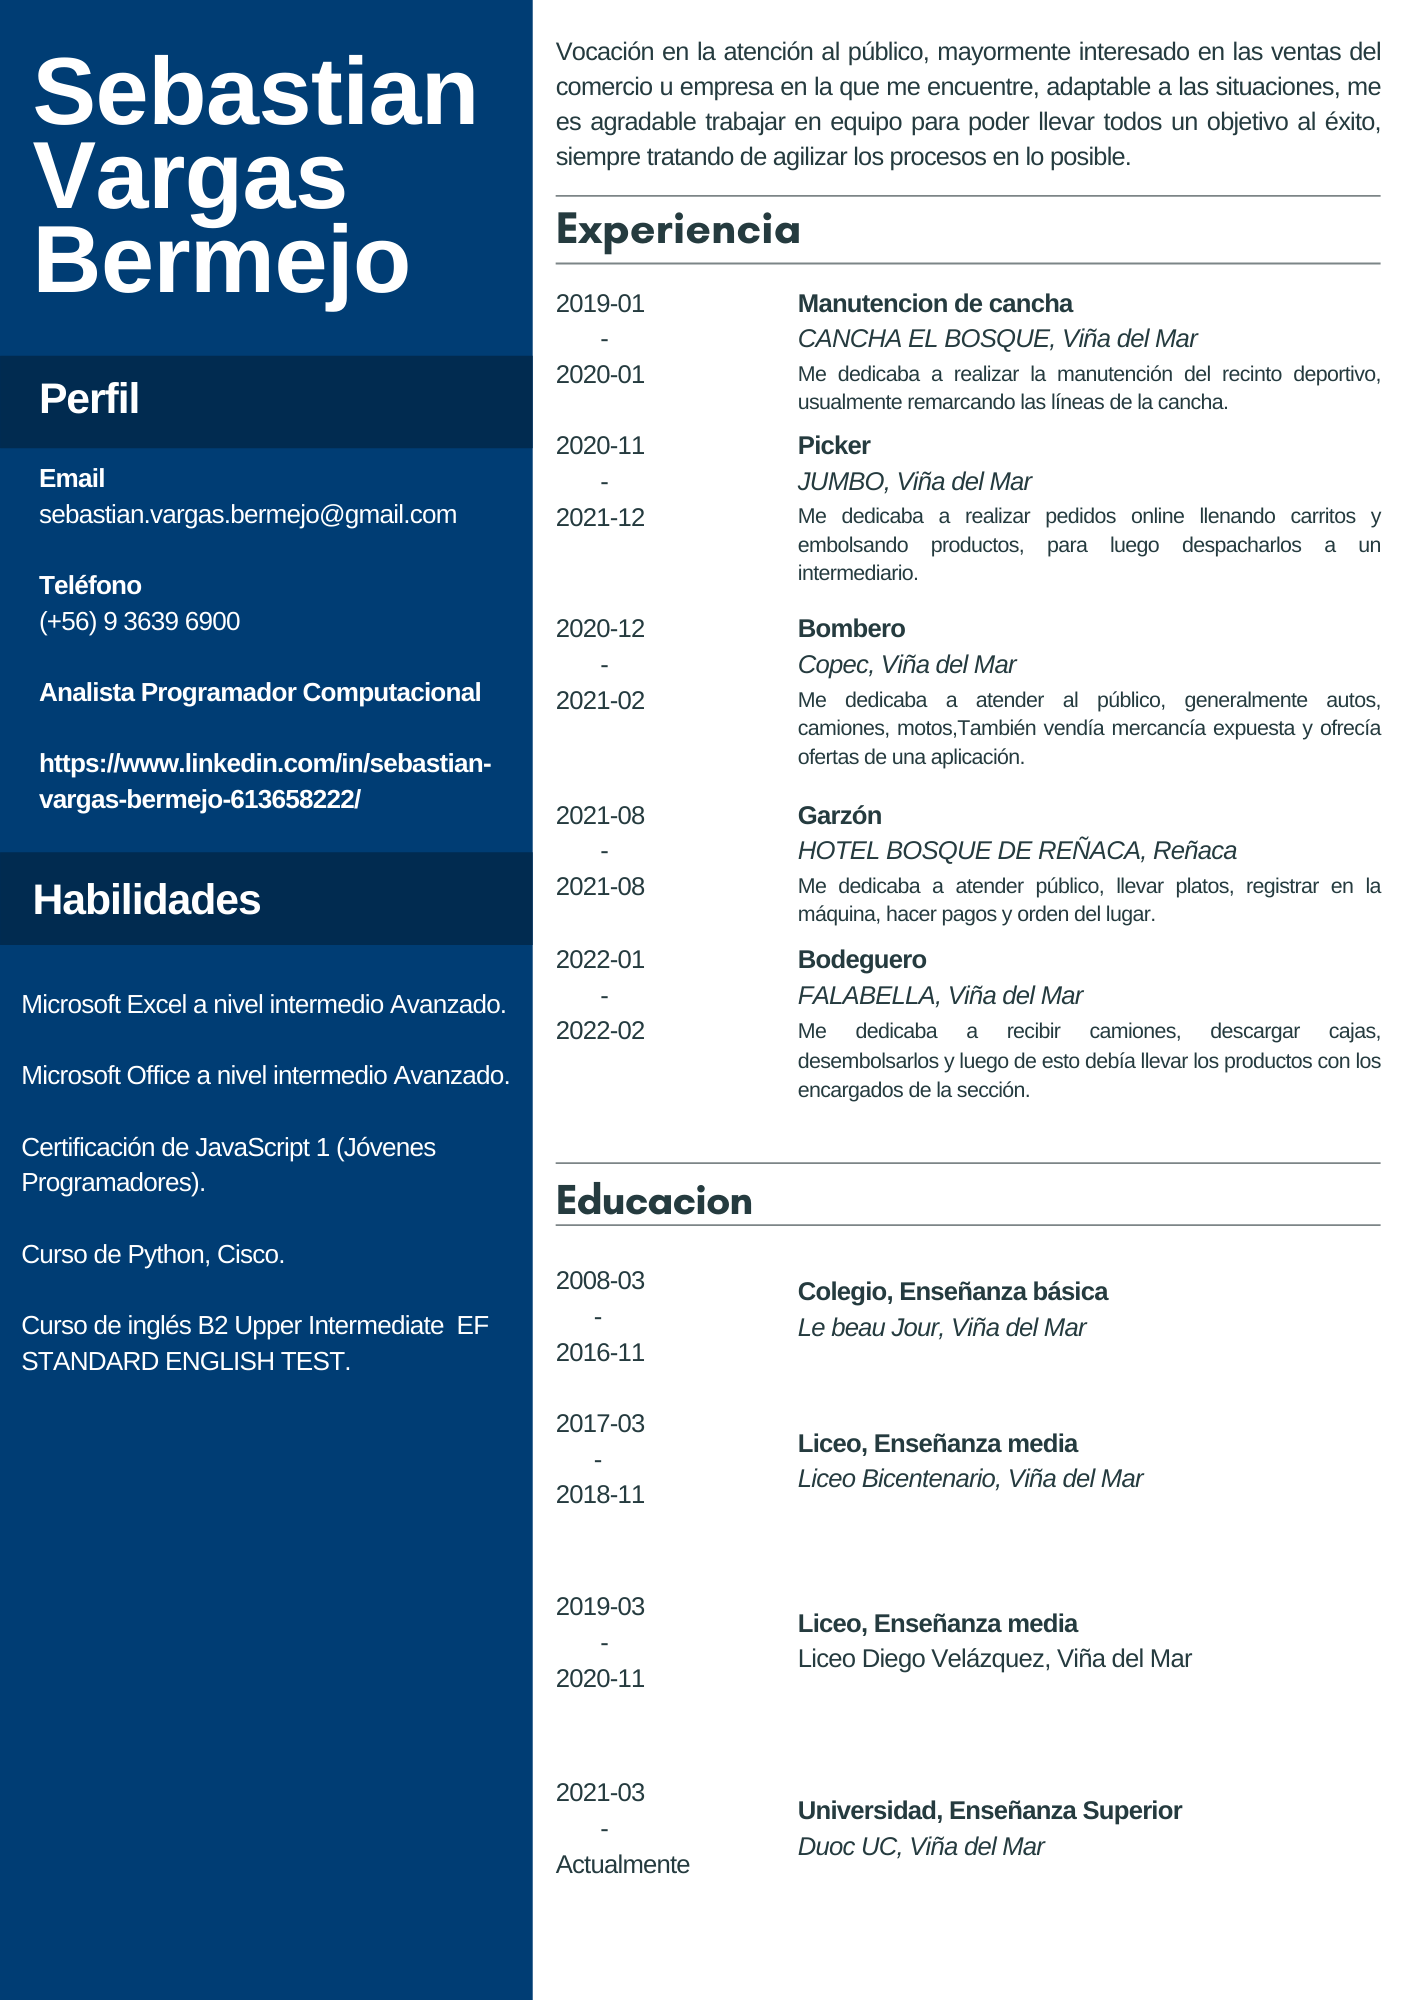 Sebastian
Vargas
Bermejo
Perfil
Email
sebastian.vargas.bermejo@gmail.com
Teléfono
(+56) 9 3639 6900
Analista Programador Computacional
https://www.linkedin.com/in/sebastian-
vargas-bermejo-613658222/
Habilidades
Microsoft Excel a nivel intermedio Avanzado.
Microsoft Office a nivel intermedio Avanzado.
Certificación de JavaScript 1 (Jóvenes
Programadores).
Curso de Python, Cisco.
Curso de inglés B2 Upper Intermediate  EF
STANDARD ENGLISH TEST.
Vocación en la atención al público, mayormente interesado en las ventas del
comercio u empresa en la que me encuentre, adaptable a las situaciones, me
es agradable trabajar en equipo para poder llevar todos un objetivo al éxito,
siempre tratando de agilizar los procesos en lo posible.
Experiencia
2019-01
-
2020-01
Manutencion de cancha
CANCHA EL BOSQUE, Viña del Mar
Me dedicaba a realizar la manutención del recinto deportivo,
usualmente remarcando las líneas de la cancha.
2020-11
-
2021-12
Picker
JUMBO, Viña del Mar
Me dedicaba a realizar pedidos online llenando carritos y
embolsando productos, para luego despacharlos a un
intermediario.
2020-12
-
2021-02
Bombero
Copec, Viña del Mar
Me dedicaba a atender al público, generalmente autos,
camiones, motos,También vendía mercancía expuesta y ofrecía
ofertas de una aplicación.
2021-08
-
2021-08
Garzón
HOTEL BOSQUE DE REÑACA, Reñaca
Me dedicaba a atender público, llevar platos, registrar en la
máquina, hacer pagos y orden del lugar.
2022-01
-
2022-02
Bodeguero
FALABELLA, Viña del Mar
Me dedicaba a recibir camiones, descargar cajas,
desembolsarlos y luego de esto debía llevar los productos con los
encargados de la sección.
Educacion
2008-03
-
2016-11
Colegio, Enseñanza básica
Le beau Jour, Viña del Mar
2017-03
-
2018-11
Liceo, Enseñanza media
Liceo Bicentenario, Viña del Mar
2019-03
-
2020-11
Liceo, Enseñanza media
Liceo Diego Velázquez, Viña del Mar
2021-03
-
Actualmente
Universidad, Enseñanza Superior
Duoc UC, Viña del Mar